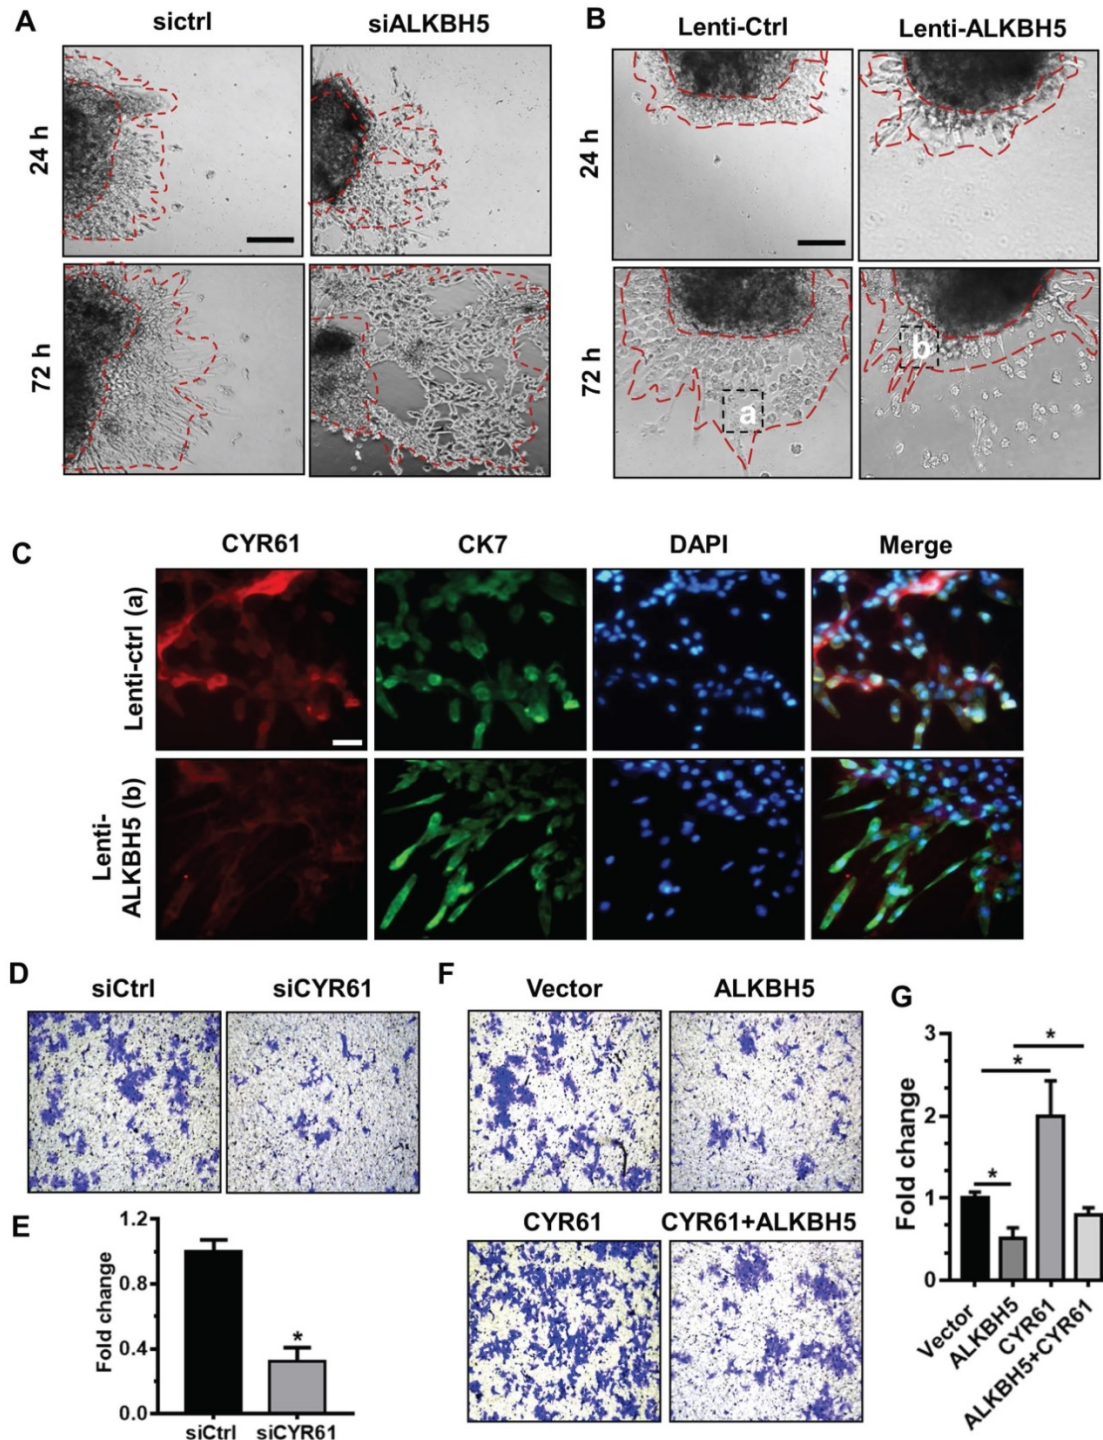 A
sictrl
siALKBH5
24 h
72 h
B
Lenti-Ctrl
Lenti-ALKBH5
24 h
72 h
a
b
C
CYR61
CK7
DAPI
Merge
Lenti-ctrl (a)
Lenti-
ALKBH5 (b)
D
siCtrl
siCYR61
E
Fold change
1.2
0.8
0.4
0.0
*
siCtrl
siCYR61
F
Vector
ALKBH5
CYR61
CYR61+ALKBH5
G
Fold change
3
2
1
0
*
*
*
Vector
ALKBH5
CYR61
ALKBH5+CYR61